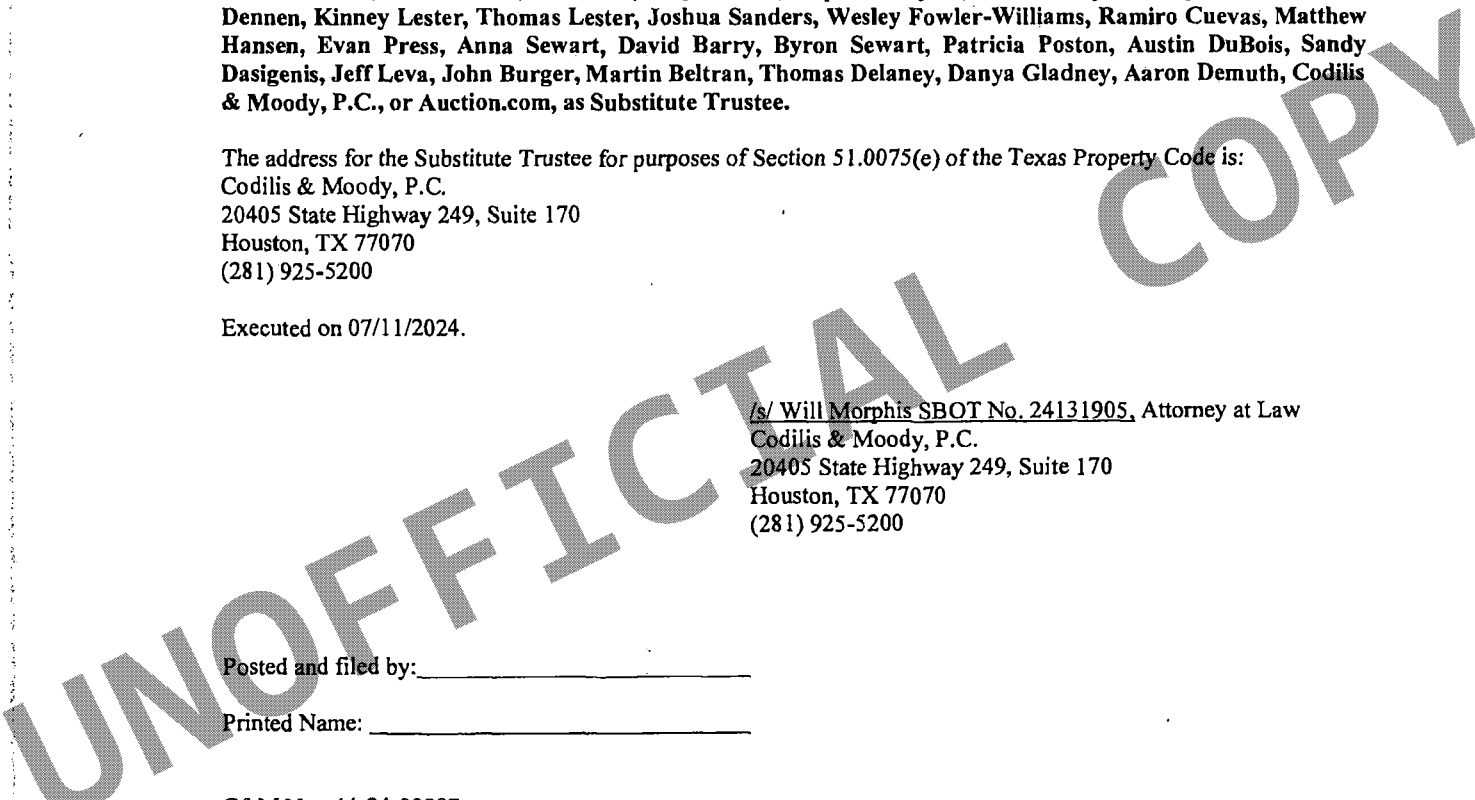 Dennen, Kinney Lester, Thomas Lester, Joshua Sanders, Wesley Fowler-Williams, Ramiro Cuevas, Matthew
Hansen, Evan Press, Anna Sewart, David Barry, Byron Sewart, Patricia Poston, Austin DuBois, Sandy
Dasigenis, Jeff Leva, John Burger, Martin Beltran, Thomas Delaney, Danya Gladney, Aaron Demuth, Codilis
& Moody, P.C., or Auction.com, as Substitute Trustee.
The address for the Substitute Trustee for purposes of Section 51.0075(e) of the Texas Property Code is:
Codilis & Moody, P.C.
20405 State Highway 249, Suite 170
Houston, TX 77070
(281) 925-5200
Executed on 07/11/2024.
/s/ Will Morphis SBOT No. 24131905, Attorney at Law
Codilis & Moody, P.C.
20405 State Highway 249, Suite 170
Houston, TX 77070
(281) 925-5200
Posted and filed by:
Printed Name:
UNOFFICIAL COPY